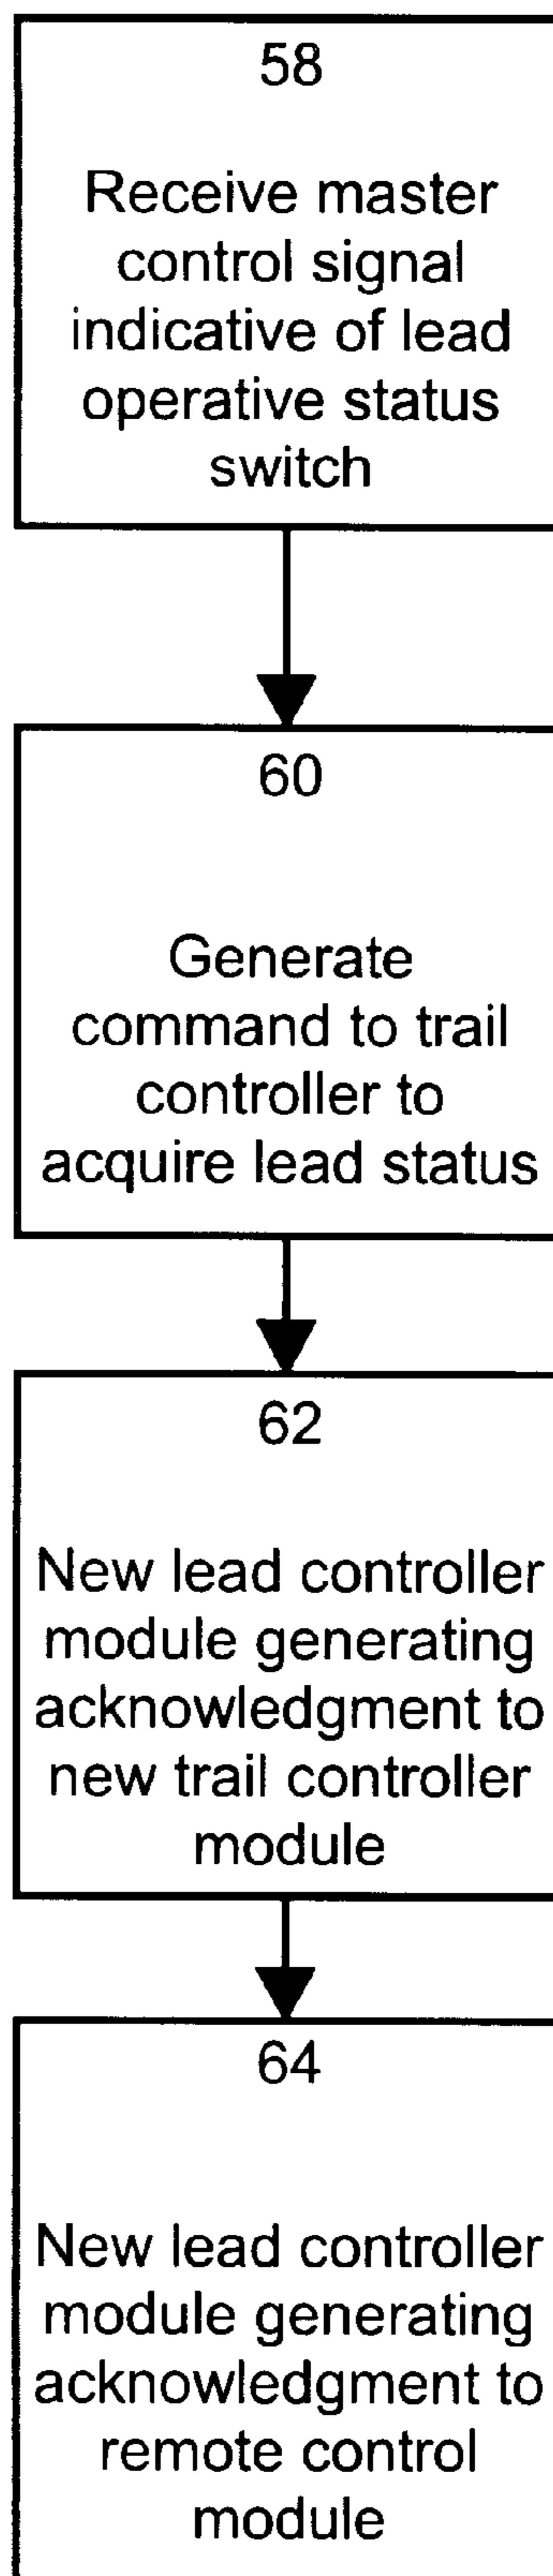 58
Receive master
control signal
indicative of lead
operative status
switch
60
Generate
command to trail
controller to
acquire lead status
62
New lead controller
module generating
acknowledgment to
new trail controller
module
64
New lead controller
module generating
acknowledgment to
remote control
module